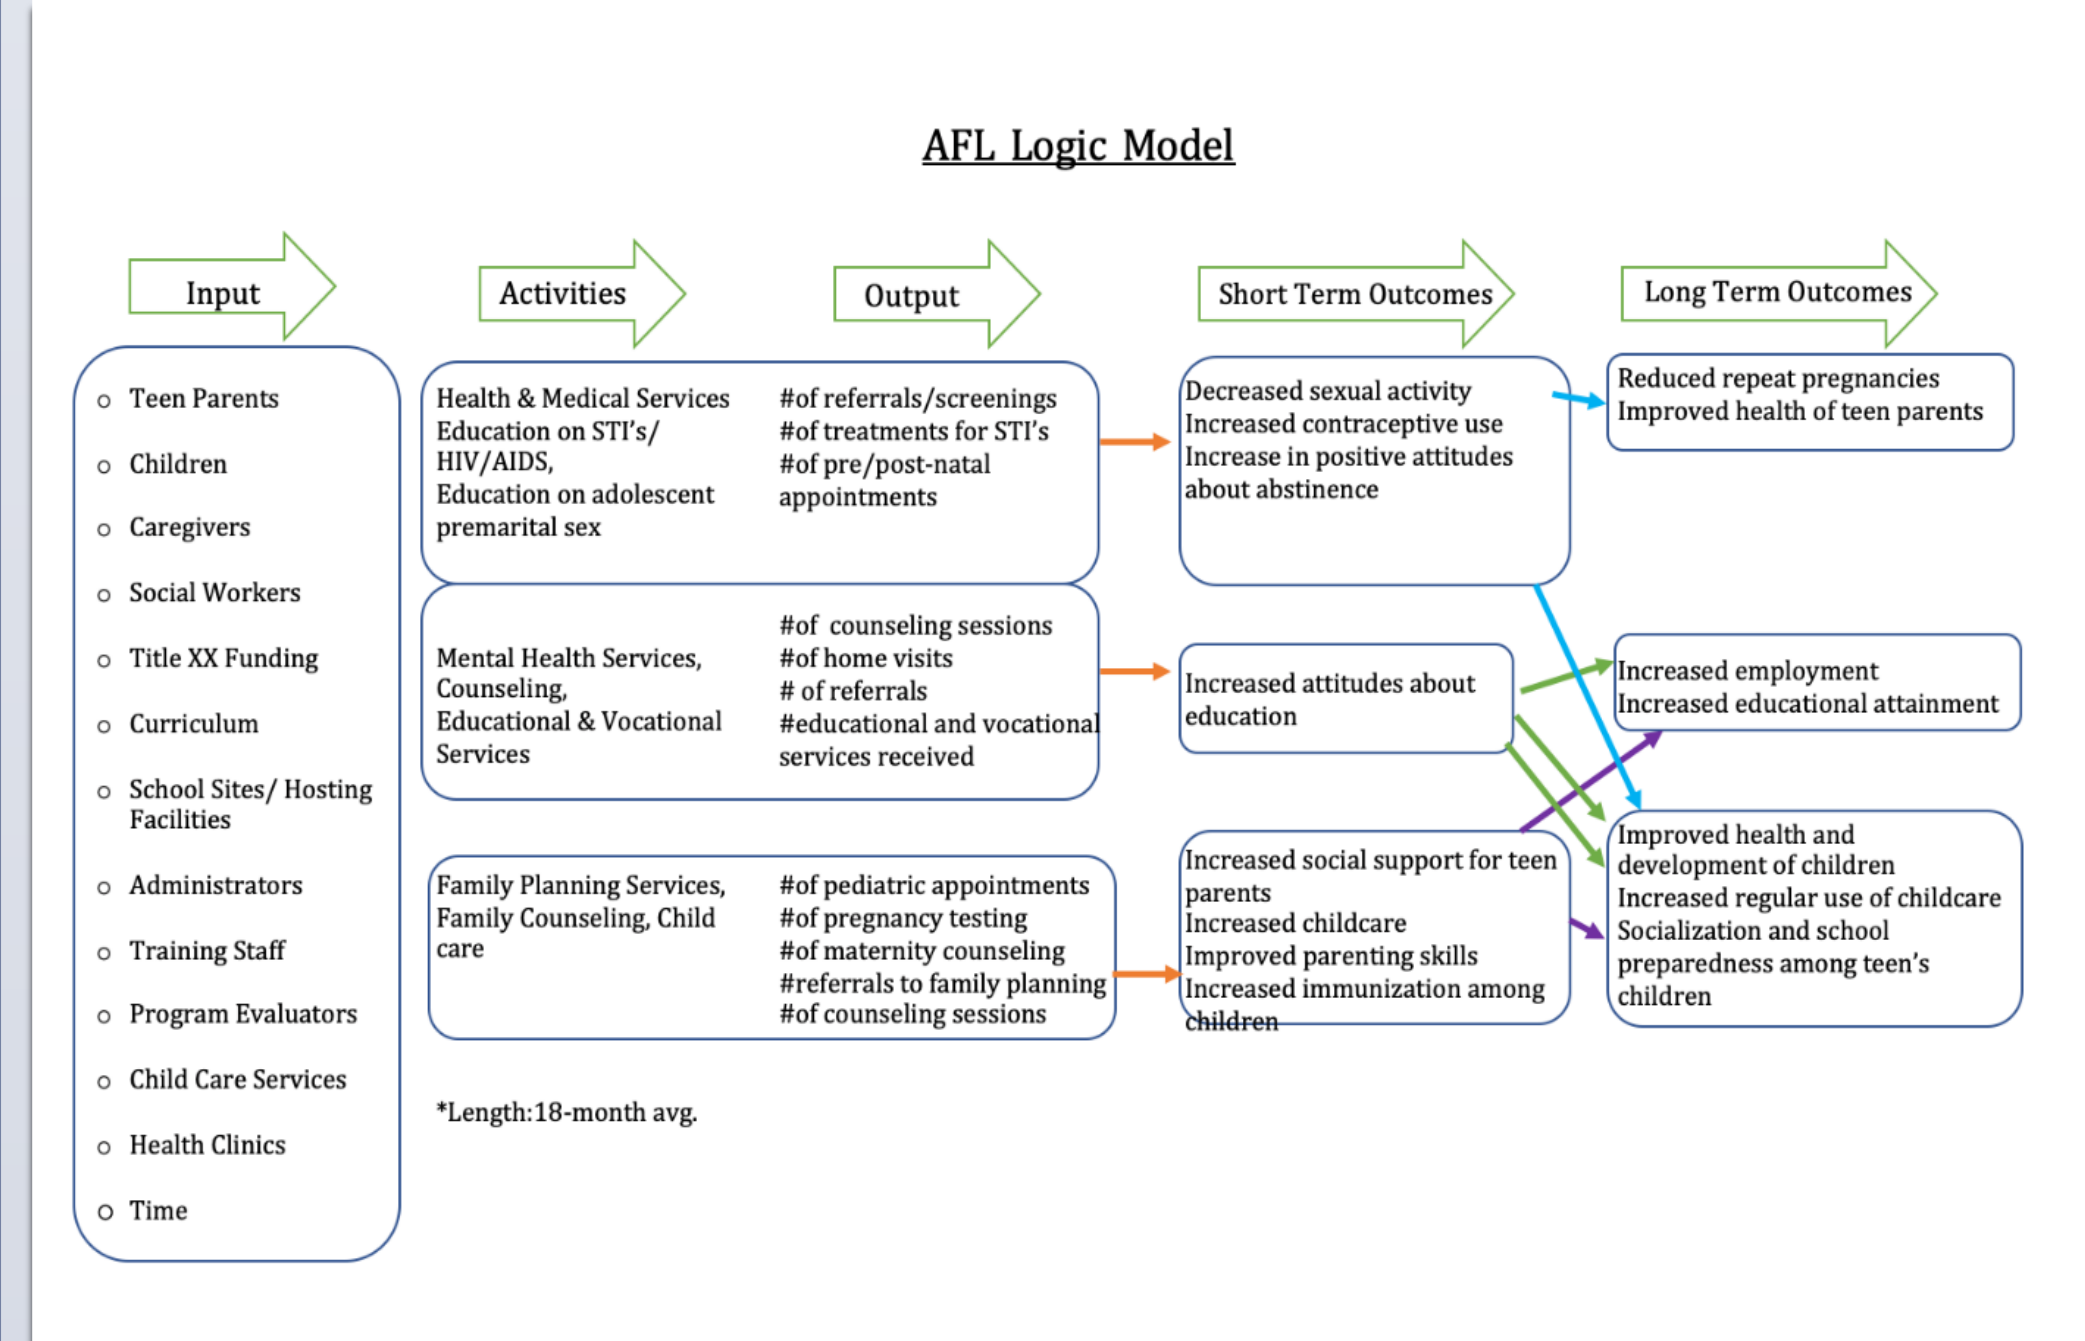 AFL Logic Model
Input
Activities
Output
Short Term Outcomes
Long Term Outcomes
o Teen Parents
o Children
o Caregivers
o Social Workers
o Title XX Funding
o Curriculum
o School Sites/ Hosting
Facilities
o Administrators
o Training Staff
o Program Evaluators
o Child Care Services
o Health Clinics
o Time
Health & Medical Services
Education on STI's/
HIV/AIDS,
Education on adolescent
premarital sex
#of referrals/screenings
#of treatments for STI's
#of pre/post-natal
appointments
Mental Health Services,
Counseling,
Educational & Vocational
Services
#of counseling sessions
#of home visits
# of referrals
#educational and vocational
services received
Family Planning Services,
Family Counseling, Child
care
#of pediatric appointments
#of pregnancy testing
#of maternity counseling
#referrals to family planning
#of counseling sessions
*Length:18-month avg.
Decreased sexual activity
Increased contraceptive use
Increase in positive attitudes
about abstinence
Increased attitudes about
education
Increased social support for teen
parents
Increased childcare
Improved parenting skills
Increased immunization among
children
Reduced repeat pregnancies
Improved health of teen parents
Increased employment
Increased educational attainment
Improved health and
development of children
Increased regular use of childcare
Socialization and school
preparedness among teen's
children